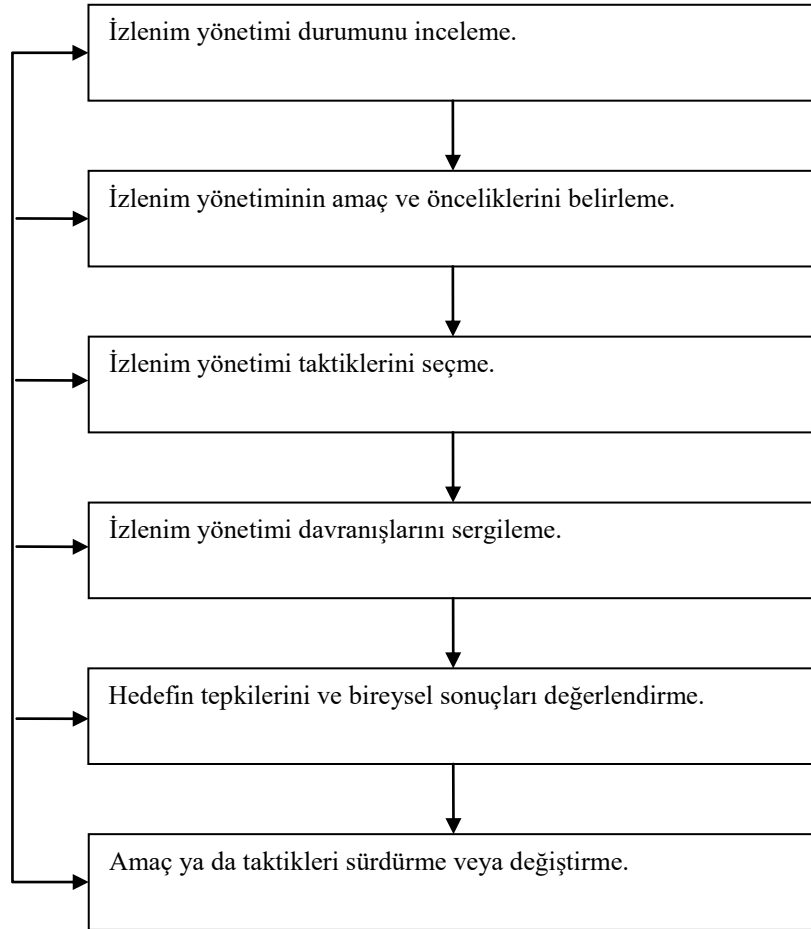 İzlenim yönetimi durumunu inceleme.
İzlenim yönetiminin amaç ve önceliklerini belirleme.
İzlenim yönetimi taktiklerini seçme.
İzlenim yönetimi davranışlarını sergileme.
Hedefin tepkilerini ve bireysel sonuçları değerlendirme.
Amaç ya da taktikleri sürdürme veya değiştirme.